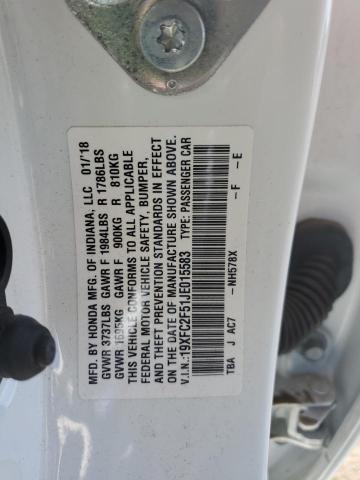 MFD. BY HONDA MFG. OF INDIANA, LLC 01/18
GVWR 3737LBS GAWR F 1984LBS R 1786LBS
GVWR 1695KG GAWR F 900KG R 810KG
THIS VEHICLE CONFORMS TO ALL APPLICABLE
FEDERAL MOTOR VEHICLE SAFETY, BUMPER,
AND THEFT PREVENTION STANDARDS IN EFFECT
ON THE DATE OF MANUFACTURE SHOWN ABOVE.
V.I.N.: 19XFC2F51JE015583 TYPE: PASSENGER CAR
TBA J AC7 -NH578X -F -E